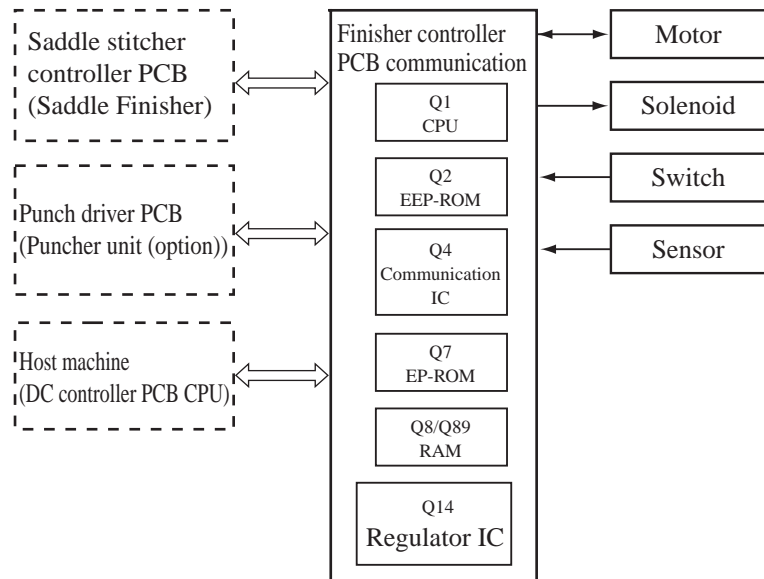 Saddle stitcher
controller PCB
(Saddle Finisher)
Punch driver PCB
(Puncher unit (option))
Host machine
(DC controller PCB CPU)
Finisher controller
PCB communication
Q1
CPU
Q2
EEP-ROM
Q4
Communication
IC
Q7
EP-ROM
Q8/Q89
RAM
Q14
Regulator IC
Motor
Solenoid
Switch
Sensor